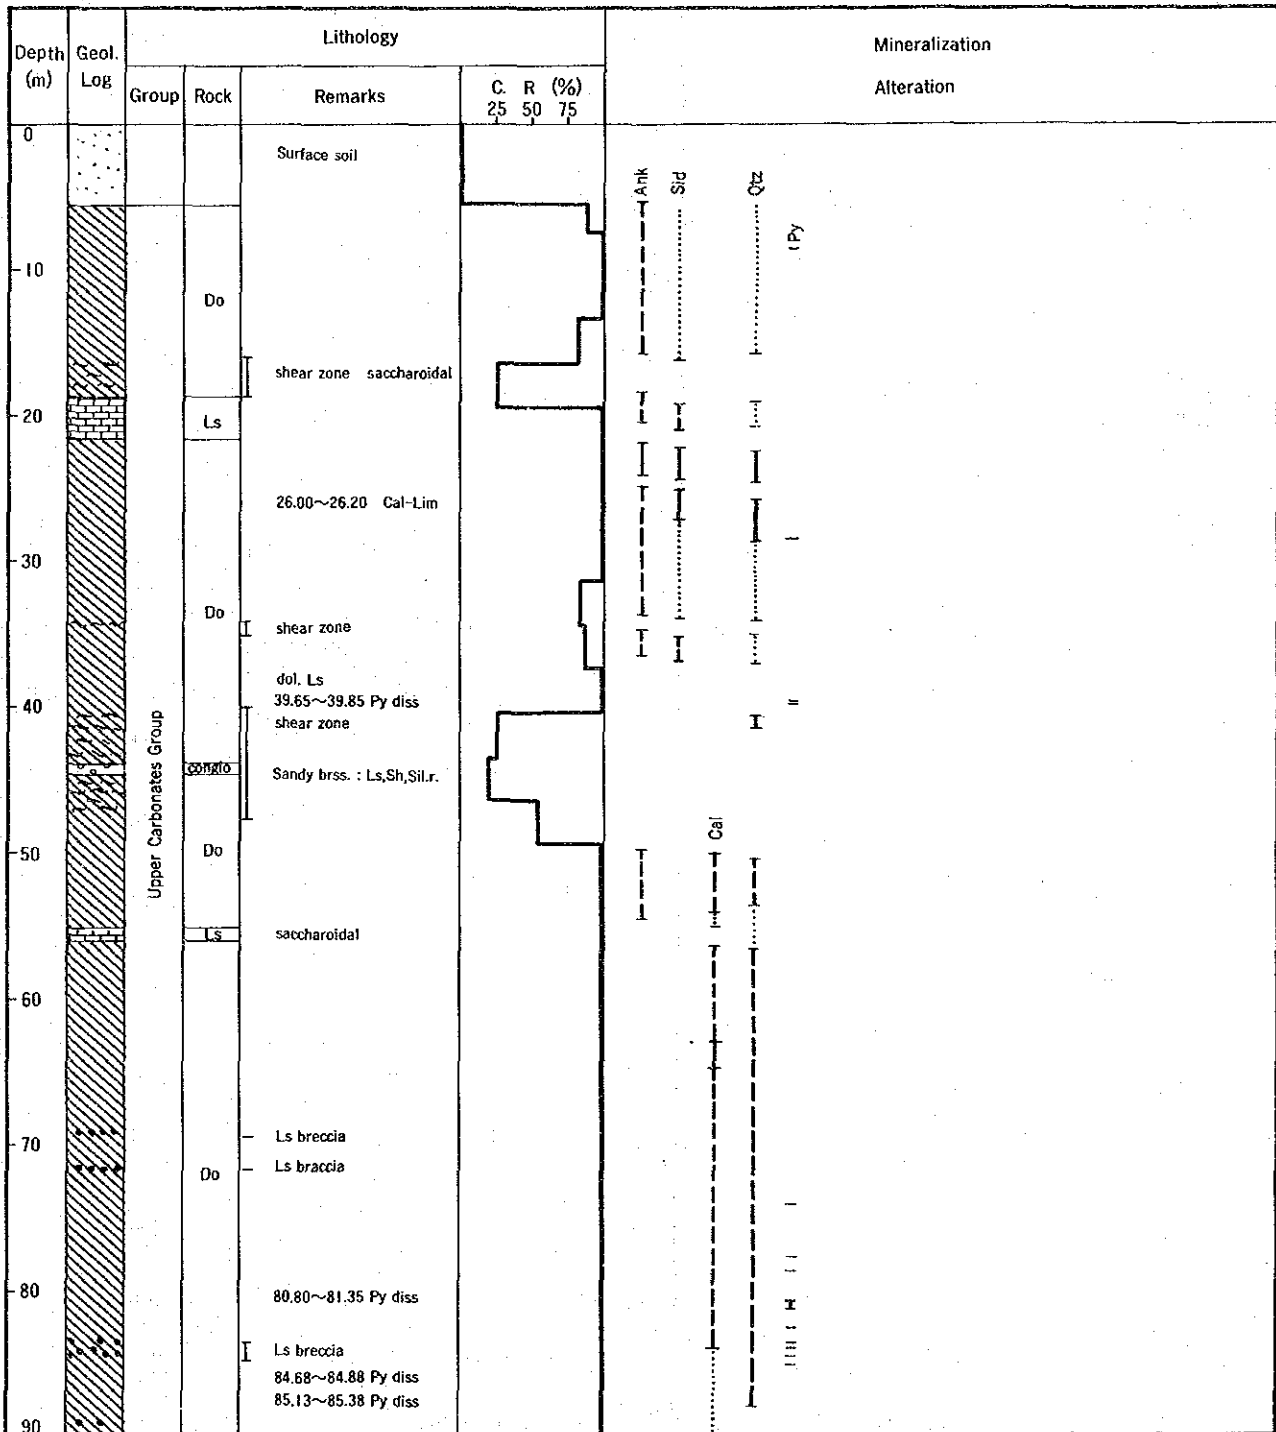 Lithology
Mineralization
Depth Geol.
(m) Log
Alteration
Group Rock Remarks
C. R (%)
25 50 75
0
Surface soil
Ank Sid Qtz
Py
10
Do
shear zone saccharoidal
20
Ls
26.00~26.20 Cal-Lim
30
Do
shear zone
dol. Ls
39.65~39.85 Py diss
40
shear zone
Upper Carbonates Group
conglo
Sandy brss. : Ls,Sh,Sil.r.
Cal
50
Do
Ls saccharoidal
60
Ls breccia
70
Ls braccia
Do
80
80.80~81.35 Py diss
Ls breccia
84.68~84.88 Py diss
85.13~85.38 Py diss
90